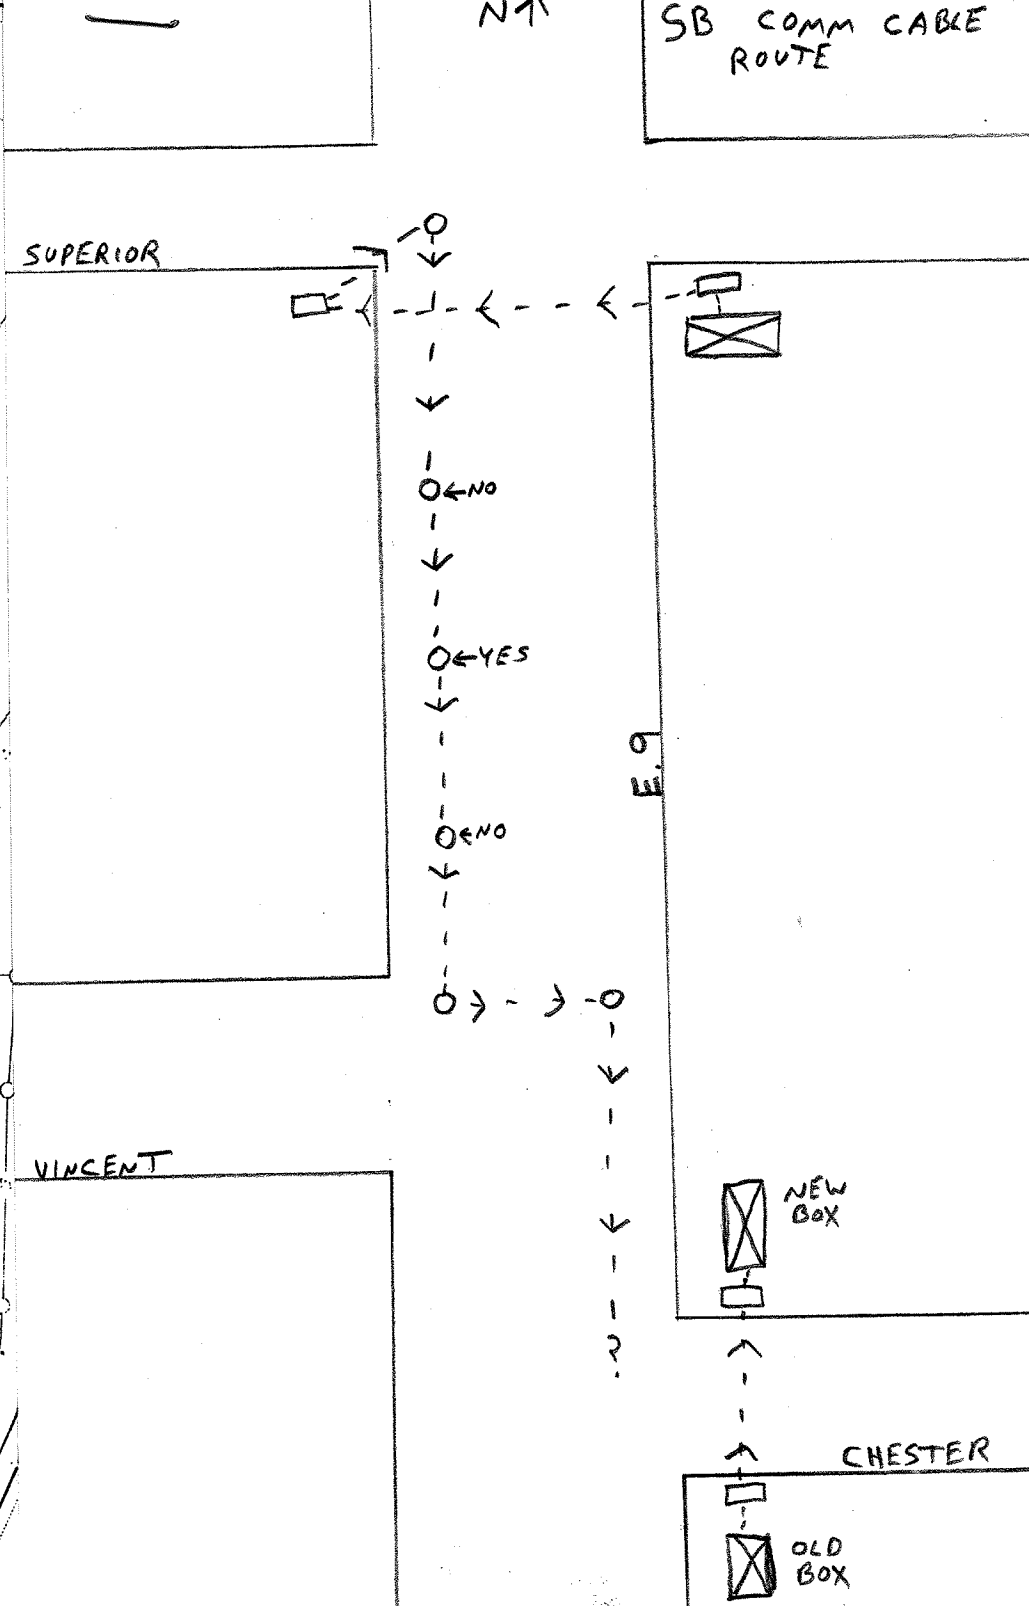 N↑
SB COMM CABLE
ROUTE
SUPERIOR
←NO
←YES
E.9
←NO
VINCENT
NEW
BOX
?
CHESTER
OLD
BOX